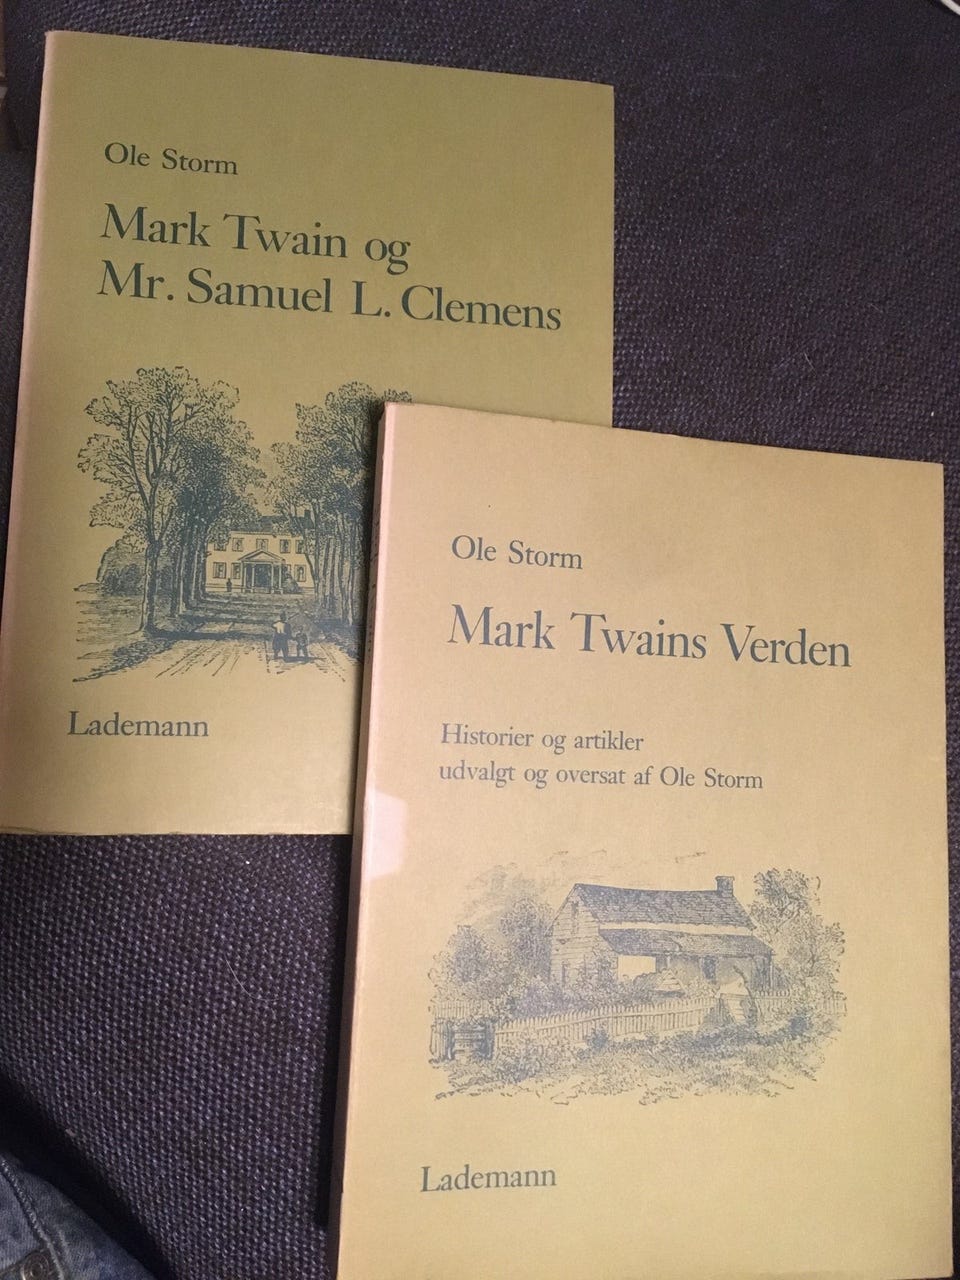 Ole Storm
Mark Twain og
Mr. Samuel L. Clemens
Lademann
Ole Storm
Mark Twains Verden
Historier og artikler
udvalgt og oversat af Ole Storm
Lademann